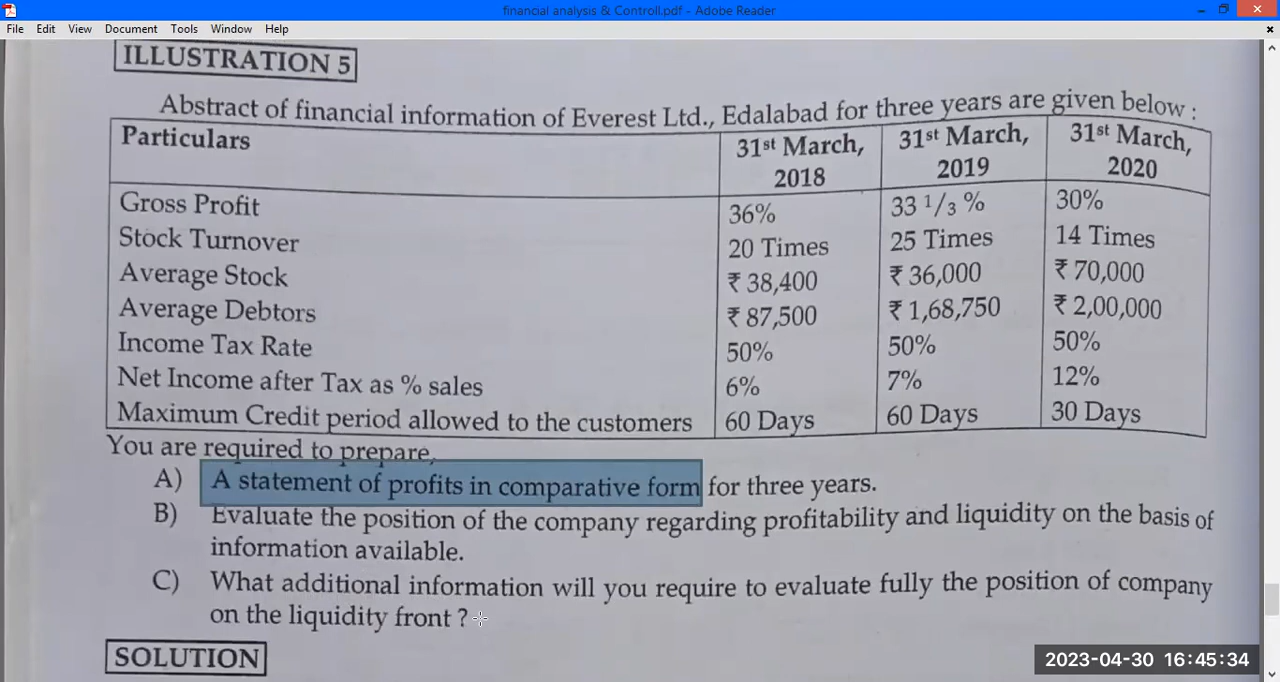 financial analysis & Controll.pdf - Adobe Reader
File Edit View Document Tools Window Help
ILLUSTRATION 5
Abstract of financial information of Everest Ltd., Edalabad for three years are given below :
Particulars 31st March, 2018 31st March, 2019 31st March, 2020
Gross Profit 36% 33 1/3 % 30%
Stock Turnover 20 Times 25 Times 14 Times
Average Stock ₹ 38,400 ₹ 36,000 ₹ 70,000
Average Debtors ₹ 87,500 ₹ 1,68,750 ₹ 2,00,000
Income Tax Rate 50% 50% 50%
Net Income after Tax as % sales 6% 7% 12%
Maximum Credit period allowed to the customers 60 Days 60 Days 30 Days
You are required to prepare,
A) A statement of profits in comparative form for three years.
B) Evaluate the position of the company regarding profitability and liquidity on the basis of
information available.
C) What additional information will you require to evaluate fully the position of company
on the liquidity front ?
SOLUTION
2023-04-30 16:45:34